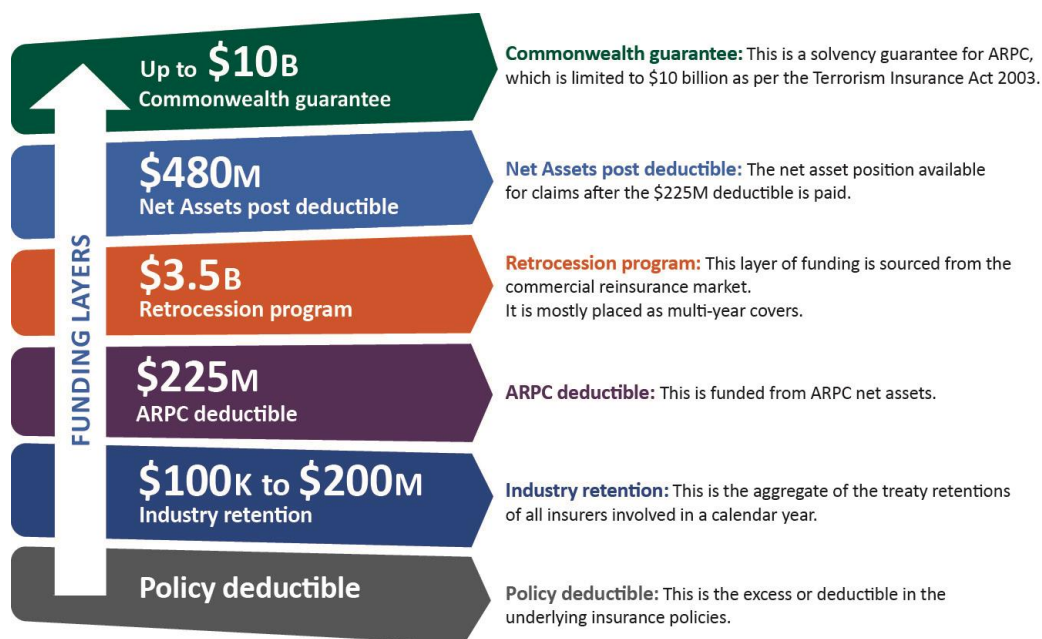 Up to $10B
Commonwealth guarantee
Commonwealth guarantee: This is a solvency guarantee for ARPC,
which is limited to $10 billion as per the Terrorism Insurance Act 2003.
$480M
Net Assets post deductible
Net Assets post deductible: The net asset position available
for claims after the $225M deductible is paid.
$3.5B
Retrocession program
Retrocession program: This layer of funding is sourced from the
commercial reinsurance market.
It is mostly placed as multi-year covers.
$225M
ARPC deductible
ARPC deductible: This is funded from ARPC net assets.
$100K to $200M
Industry retention
Industry retention: This is the aggregate of the treaty retentions
of all insurers involved in a calendar year.
Policy deductible
Policy deductible: This is the excess or deductible in the
underlying insurance policies.
FUNDING LAYERS